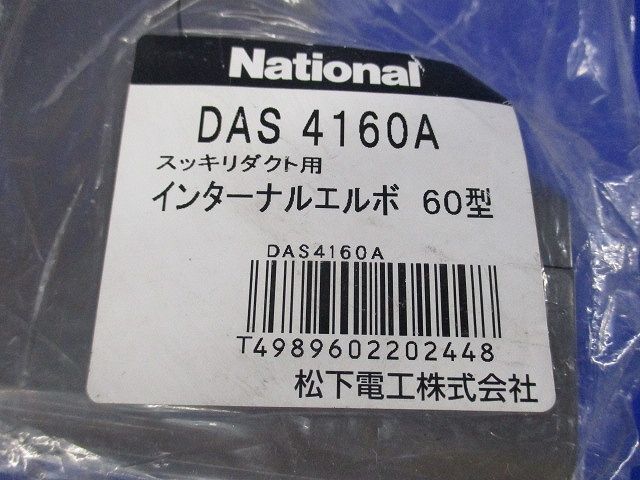 National
DAS 4160A
スッキリダクト用
インターナルエルボ 60型
DAS4160A
T4989602202448
松下電工株式会社